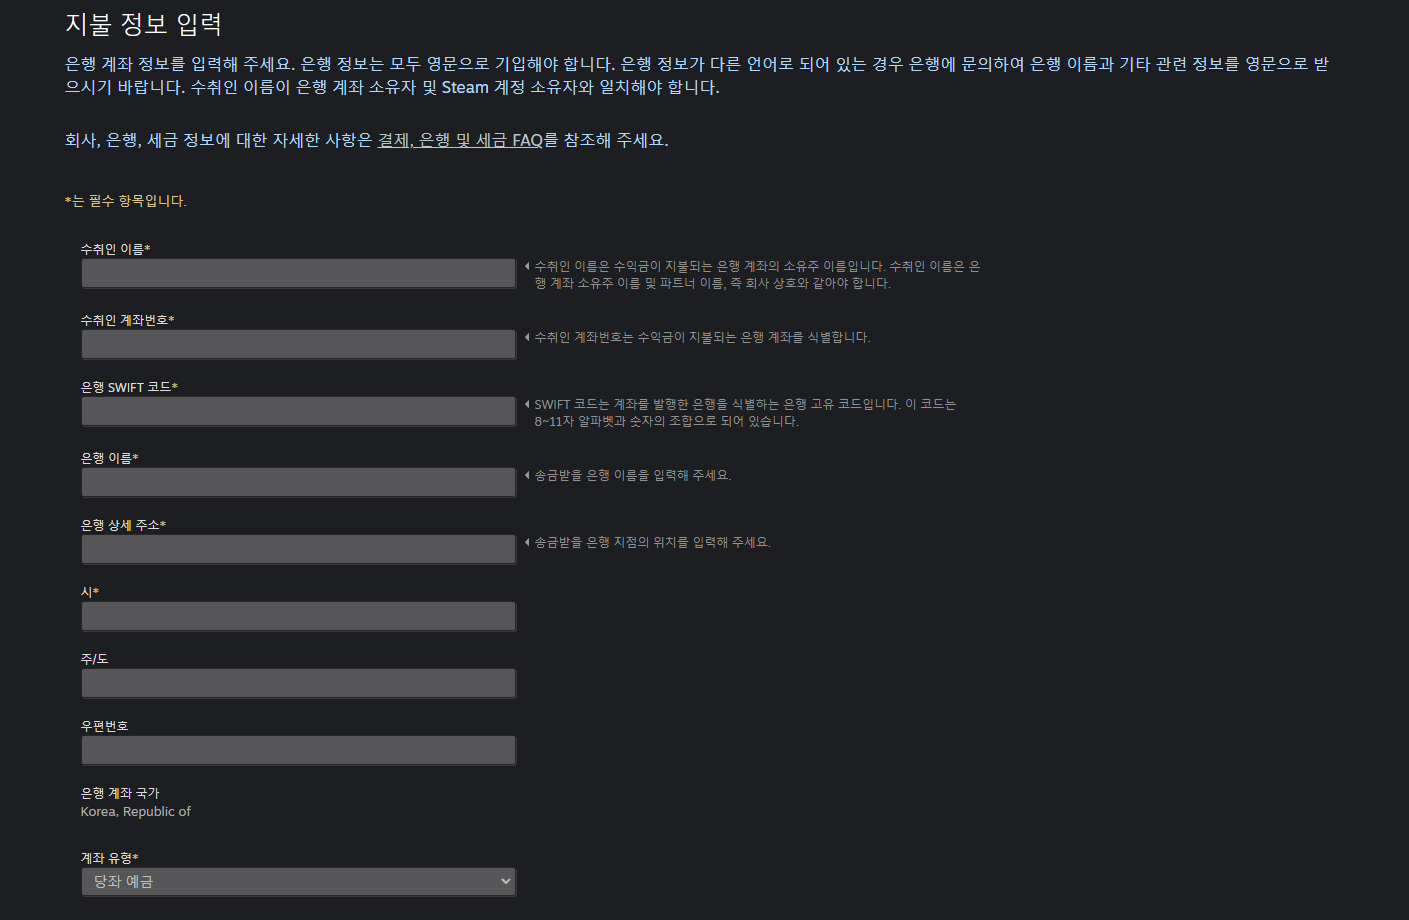 지불 정보 입력
은행 계좌 정보를 입력해 주세요. 은행 정보는 모두 영문으로 기입해야 합니다. 은행 정보가 다른 언어로 되어 있는 경우 은행에 문의하여 은행 이름과 기타 관련 정보를 영문으로 받
으시기 바랍니다. 수취인 이름이 은행 계좌 소유자 및 Steam 계정 소유자와 일치해야 합니다.
회사, 은행, 세금 정보에 대한 자세한 사항은 결제, 은행 및 세금 FAQ를 참조해 주세요.
*는 필수 항목입니다.
수취인 이름*
수취인 이름은 수익금이 지불되는 은행 계좌의 소유주 이름입니다. 수취인 이름은 은
행 계좌 소유주 이름 및 파트너 이름, 즉 회사 상호와 같아야 합니다.
수취인 계좌번호*
수취인 계좌번호는 수익금이 지불되는 은행 계좌를 식별합니다.
은행 SWIFT 코드*
SWIFT 코드는 계좌를 발행한 은행을 식별하는 은행 고유 코드입니다. 이 코드는
8~11자 알파벳과 숫자의 조합으로 되어 있습니다.
은행 이름*
송금받을 은행 이름을 입력해 주세요.
은행 상세 주소*
송금받을 은행 지점의 위치를 입력해 주세요.
시*
주/도
우편번호
은행 계좌 국가
Korea, Republic of
계좌 유형*
당좌 예금